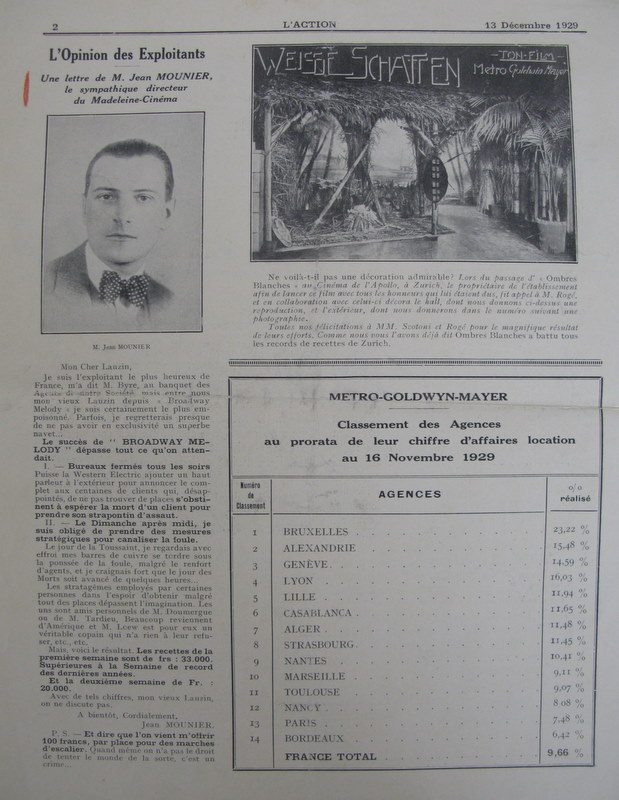 2 L'ACTION 13 Décembre 1929
L'Opinion des Exploitants
Une lettre de M. Jean MOUNIER,
le sympathique directeur
du Madeleine-Cinéma
M. Jean MOUNIER
Mon Cher Lauzin,
Je suis l'exploitant le plus heureux de
France, m'a dit M. Hyre, au banquet des
Agents de notre Société, mais entre nous
mon vieux Lauzin depuis « Broadway
Melody » je suis certainement le plus em-
poisonné. Parfois, je regretterais presque
de ne pas avoir en exclusivité un superbe
navet...
Le succès de " BROADWAY ME-
LODY " dépasse tout ce qu'on atten-
dait.
I. — Bureaux fermés tous les soirs
Puisse la Western Electric ajouter un haut
parleur à l'extérieur pour annoncer le com-
plet aux centaines de clients qui, désap-
pointés, de ne pas trouver de places s'obsti-
nent à espérer la mort d'un client pour
prendre son strapontin d'assaut.
II. — Le Dimanche après midi, je
suis obligé de prendre des mesures
stratégiques pour canaliser la foule.
Le jour de la Toussaint, je regardais avec
effroi mes barres de cuivre se tordre sous
la poussée de la foule, malgré le renfort
d'agents, et je craignais fort que le jour des
Morts soit avancé de quelques heures...
Les stratagèmes employés par certaines
personnes dans l'espoir d'obtenir malgré
tout des places dépassent l'imagination. Les
uns sont amis personnels de M. Doumergue
ou de M. Tardieu. Beaucoup reviennent
d'Amérique et M. Lœw est pour eux un
véritable copain qui n'a rien à leur refu-
ser, etc., etc.
Mais, voici le résultat. Les recettes de la
première semaine sont de frs : 33.000.
Supérieures à la Semaine de record
des dernières années.
Et la deuxième semaine de Fr. :
20.000.
Avec de tels chiffres, mon vieux Lauzin,
on ne discute pas.
A bientôt, Cordialement,
Jean MOUNIER.
P. S. — Et dire que l'on vient m'offrir
100 francs, par place pour des marches
d'escalier. Quand même on n'a pas le droit
de tenter le monde de la sorte, c'est un
crime...
WEISSE SCHATTEN
-TON-FILM-
Metro Goldwin Mayer
Ne voilà-t-il pas une décoration admirable! Lors du passage d' « Ombres
Blanches » au Cinéma de l'Apollo, à Zurich, le propriétaire de l'établissement
afin de lancer ce film avec tous les honneurs qui lui étaient dus, fit appel à M. Rogé,
et en collaboration avec celui-ci décora le hall, dont nous donnons ci-dessus une
reproduction, et l'extérieur, dont nous donnerons dans le numéro suivant une
photographie.
Toutes nos félicitations à MM. Scotoni et Rogé pour le magnifique résultat
de leurs efforts. Comme nous l'avons déjà dit Ombres Blanches a battu tous
les records de recettes de Zurich.
METRO-GOLDWYN-MAYER
Classement des Agences
au prorata de leur chiffre d'affaires location
au 16 Novembre 1929
Numéro de Classement AGENCES o/o réalisé
1 BRUXELLES 23,22 %
2 ALEXANDRIE 15,48 %
3 GENÈVE 14,59 %
4 LYON 16,03 %
5 LILLE 11,94 %
6 CASABLANCA 11,65 %
7 ALGER 11,48 %
8 STRASBOURG 11,45 %
9 NANTES 10,41 %
10 MARSEILLE 9,11 %
11 TOULOUSE 9,07 %
12 NANCY 8 08 %
13 PARIS 7,48 %
14 BORDEAUX 6,42 %
FRANCE TOTAL 9,66 %